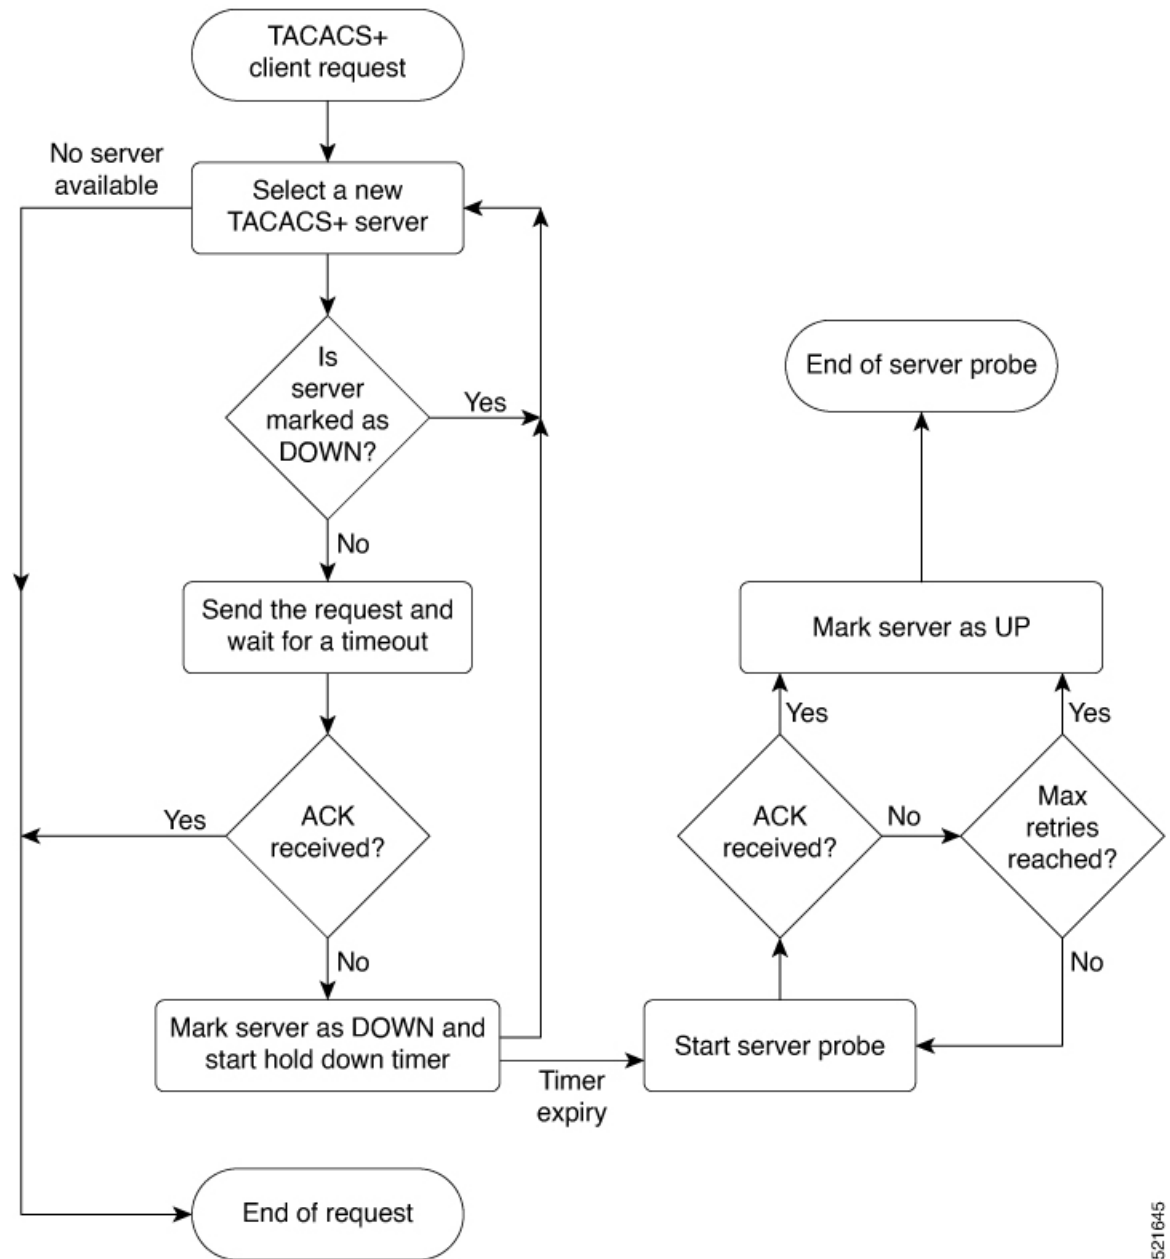 TACACS+
client request
No server
available
Select a new
TACACS+ server
Is
server
marked as
DOWN?
Yes
No
Send the request and
wait for a timeout
ACK
received?
Yes
No
Mark server as DOWN and
start hold down timer
Timer
expiry
End of request
End of server probe
Mark server as UP
Yes
Yes
ACK
received?
No
Max
retries
reached?
No
Start server probe
521645